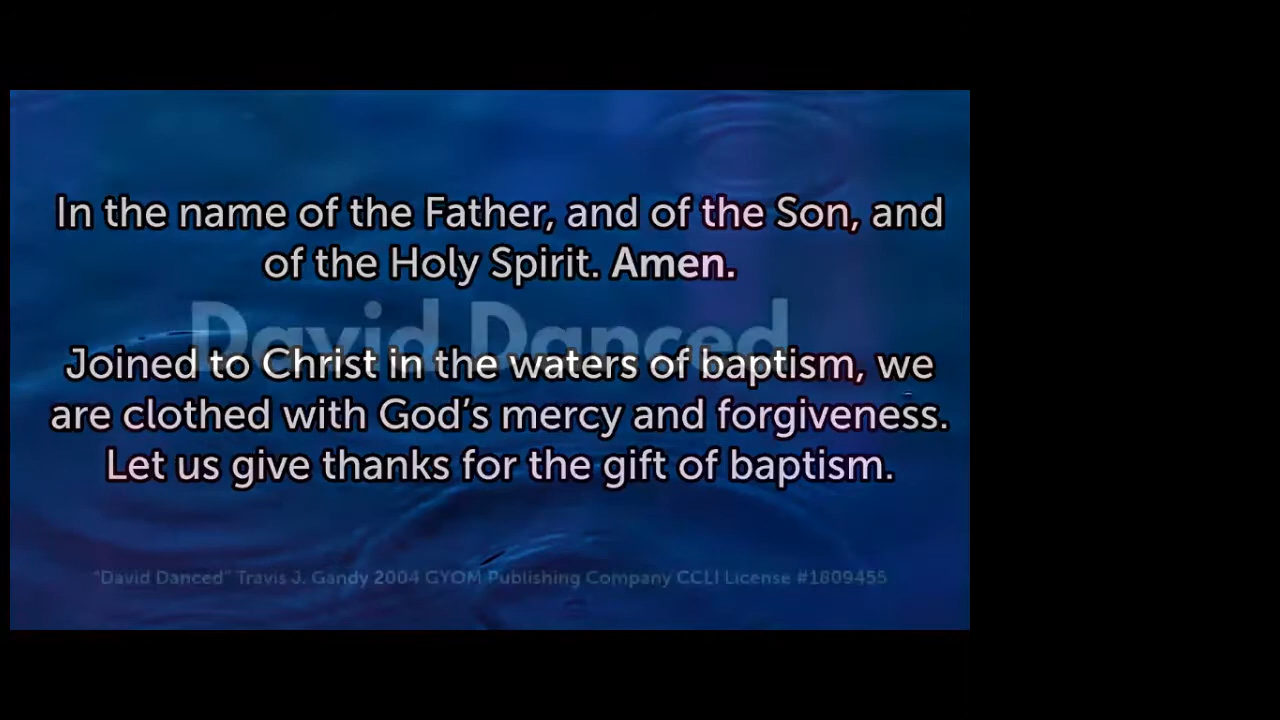 In the name of the Father, and of the Son, and
of the Holy Spirit. Amen.
David Danced
Joined to Christ in the waters of baptism, we
are clothed with God’s mercy and forgiveness.
Let us give thanks for the gift of baptism.
“David Danced” Travis J. Gandy 2004 GYOM Publishing Company CCLI License #1809455